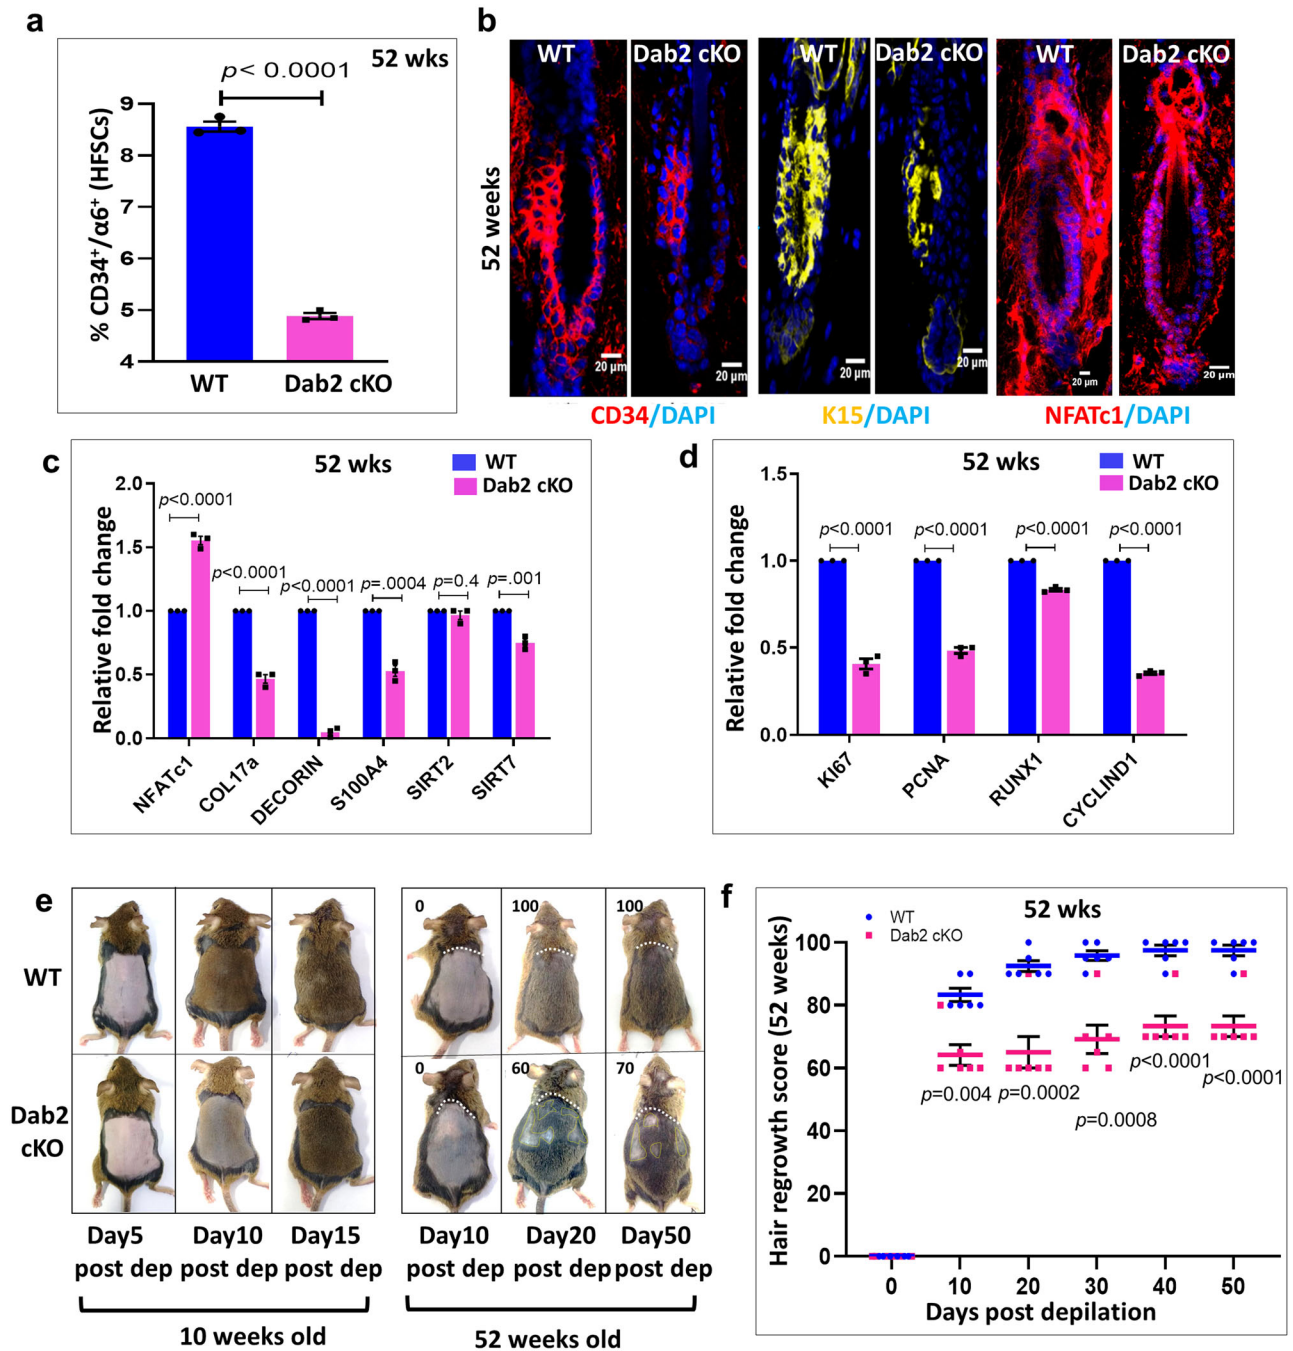 a
52 wks
p< 0.0001
% CD34⁺/α6⁺ (HFSCs)
9
8
7
6
5
4
WT
Dab2 cKO
b
WT
Dab2 cKO
WT
Dab2 cKO
WT
Dab2 cKO
52 weeks
20 µm
20 µm
20 µm
20 µm
20 µm
20 µm
CD34/DAPI
K15/DAPI
NFATc1/DAPI
c
52 wks
WT
Dab2 cKO
Relative fold change
2.0
1.5
1.0
0.5
0.0
p<0.0001
p<0.0001
p<0.0001
p=.0004
p=0.4
p=.001
NFATc1
COL17a
DECORIN
S100A4
SIRT2
SIRT7
d
52 wks
WT
Dab2 cKO
Relative fold change
1.5
1.0
0.5
0.0
p<0.0001
p<0.0001
p<0.0001
p<0.0001
KI67
PCNA
RUNX1
CYCLIND1
e
WT
Dab2
cKO
0
100
100
0
60
70
Day5
post dep
Day10
post dep
Day15
post dep
Day10
post dep
Day20
post dep
Day50
post dep
10 weeks old
52 weeks old
f
52 wks
WT
Dab2 cKO
Hair regrowth score (52 weeks)
100
80
60
40
20
0
p=0.004
p=0.0002
p=0.0008
p<0.0001
p<0.0001
0
10
20
30
40
50
Days post depilation